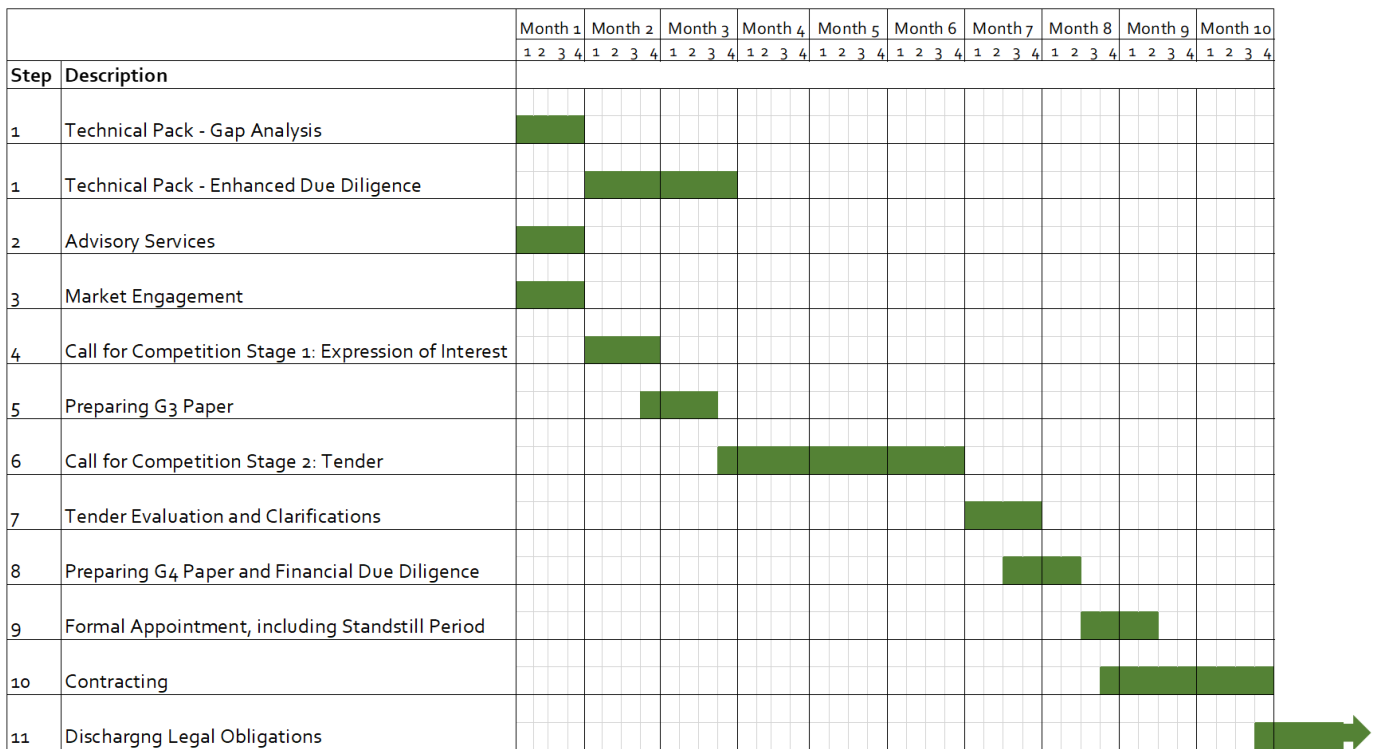 Month 1 Month 2 Month 3 Month 4 Month 5 Month 6 Month 7 Month 8 Month 9 Month 10
1 2 3 4 1 2 3 4 1 2 3 4 1 2 3 4 1 2 3 4 1 2 3 4 1 2 3 4 1 2 3 4 1 2 3 4 1 2 3 4
Step Description
1 Technical Pack - Gap Analysis
1 Technical Pack - Enhanced Due Diligence
2 Advisory Services
3 Market Engagement
4 Call for Competition Stage 1: Expression of Interest
5 Preparing G3 Paper
6 Call for Competition Stage 2: Tender
7 Tender Evaluation and Clarifications
8 Preparing G4 Paper and Financial Due Diligence
9 Formal Appointment, including Standstill Period
10 Contracting
11 Dischargng Legal Obligations